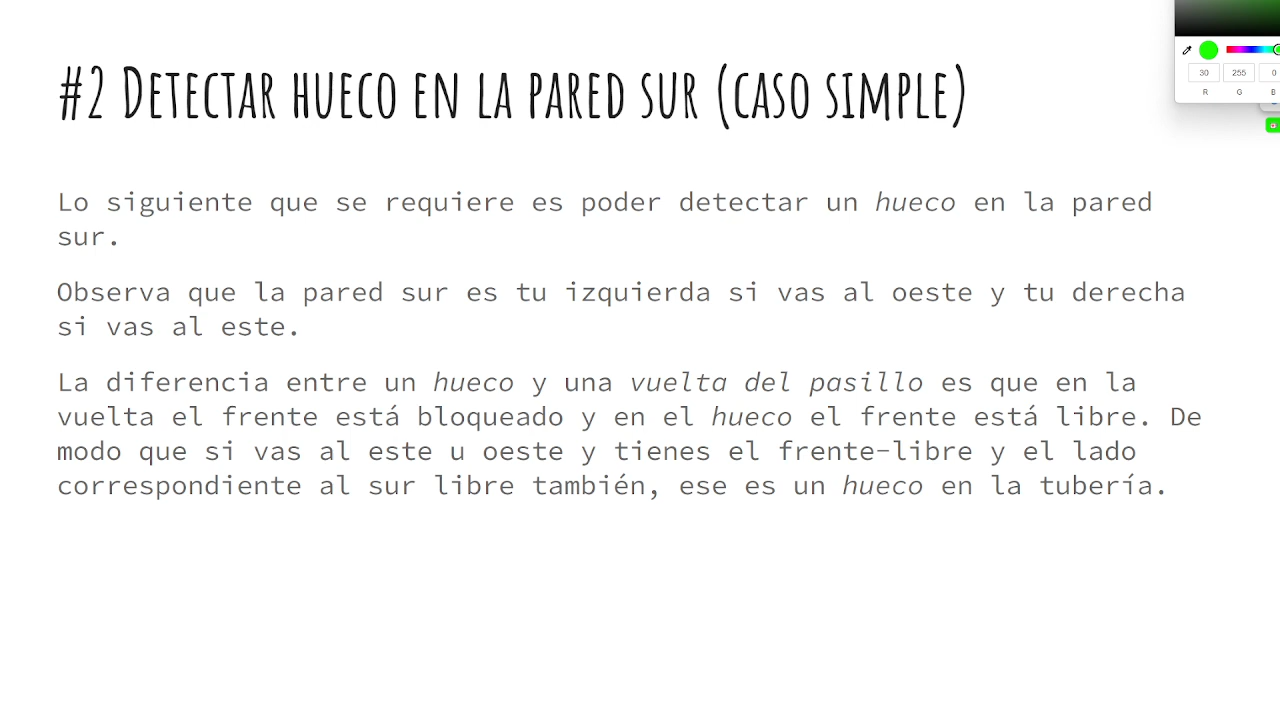 #2 Detectar hueco en la pared sur (caso simple)
Lo siguiente que se requiere es poder detectar un hueco en la pared
sur.
Observa que la pared sur es tu izquierda si vas al oeste y tu derecha
si vas al este.
La diferencia entre un hueco y una vuelta del pasillo es que en la
vuelta el frente está bloqueado y en el hueco el frente está libre. De
modo que si vas al este u oeste y tienes el frente-libre y el lado
correspondiente al sur libre también, ese es un hueco en la tubería.
30 255 0
R G B